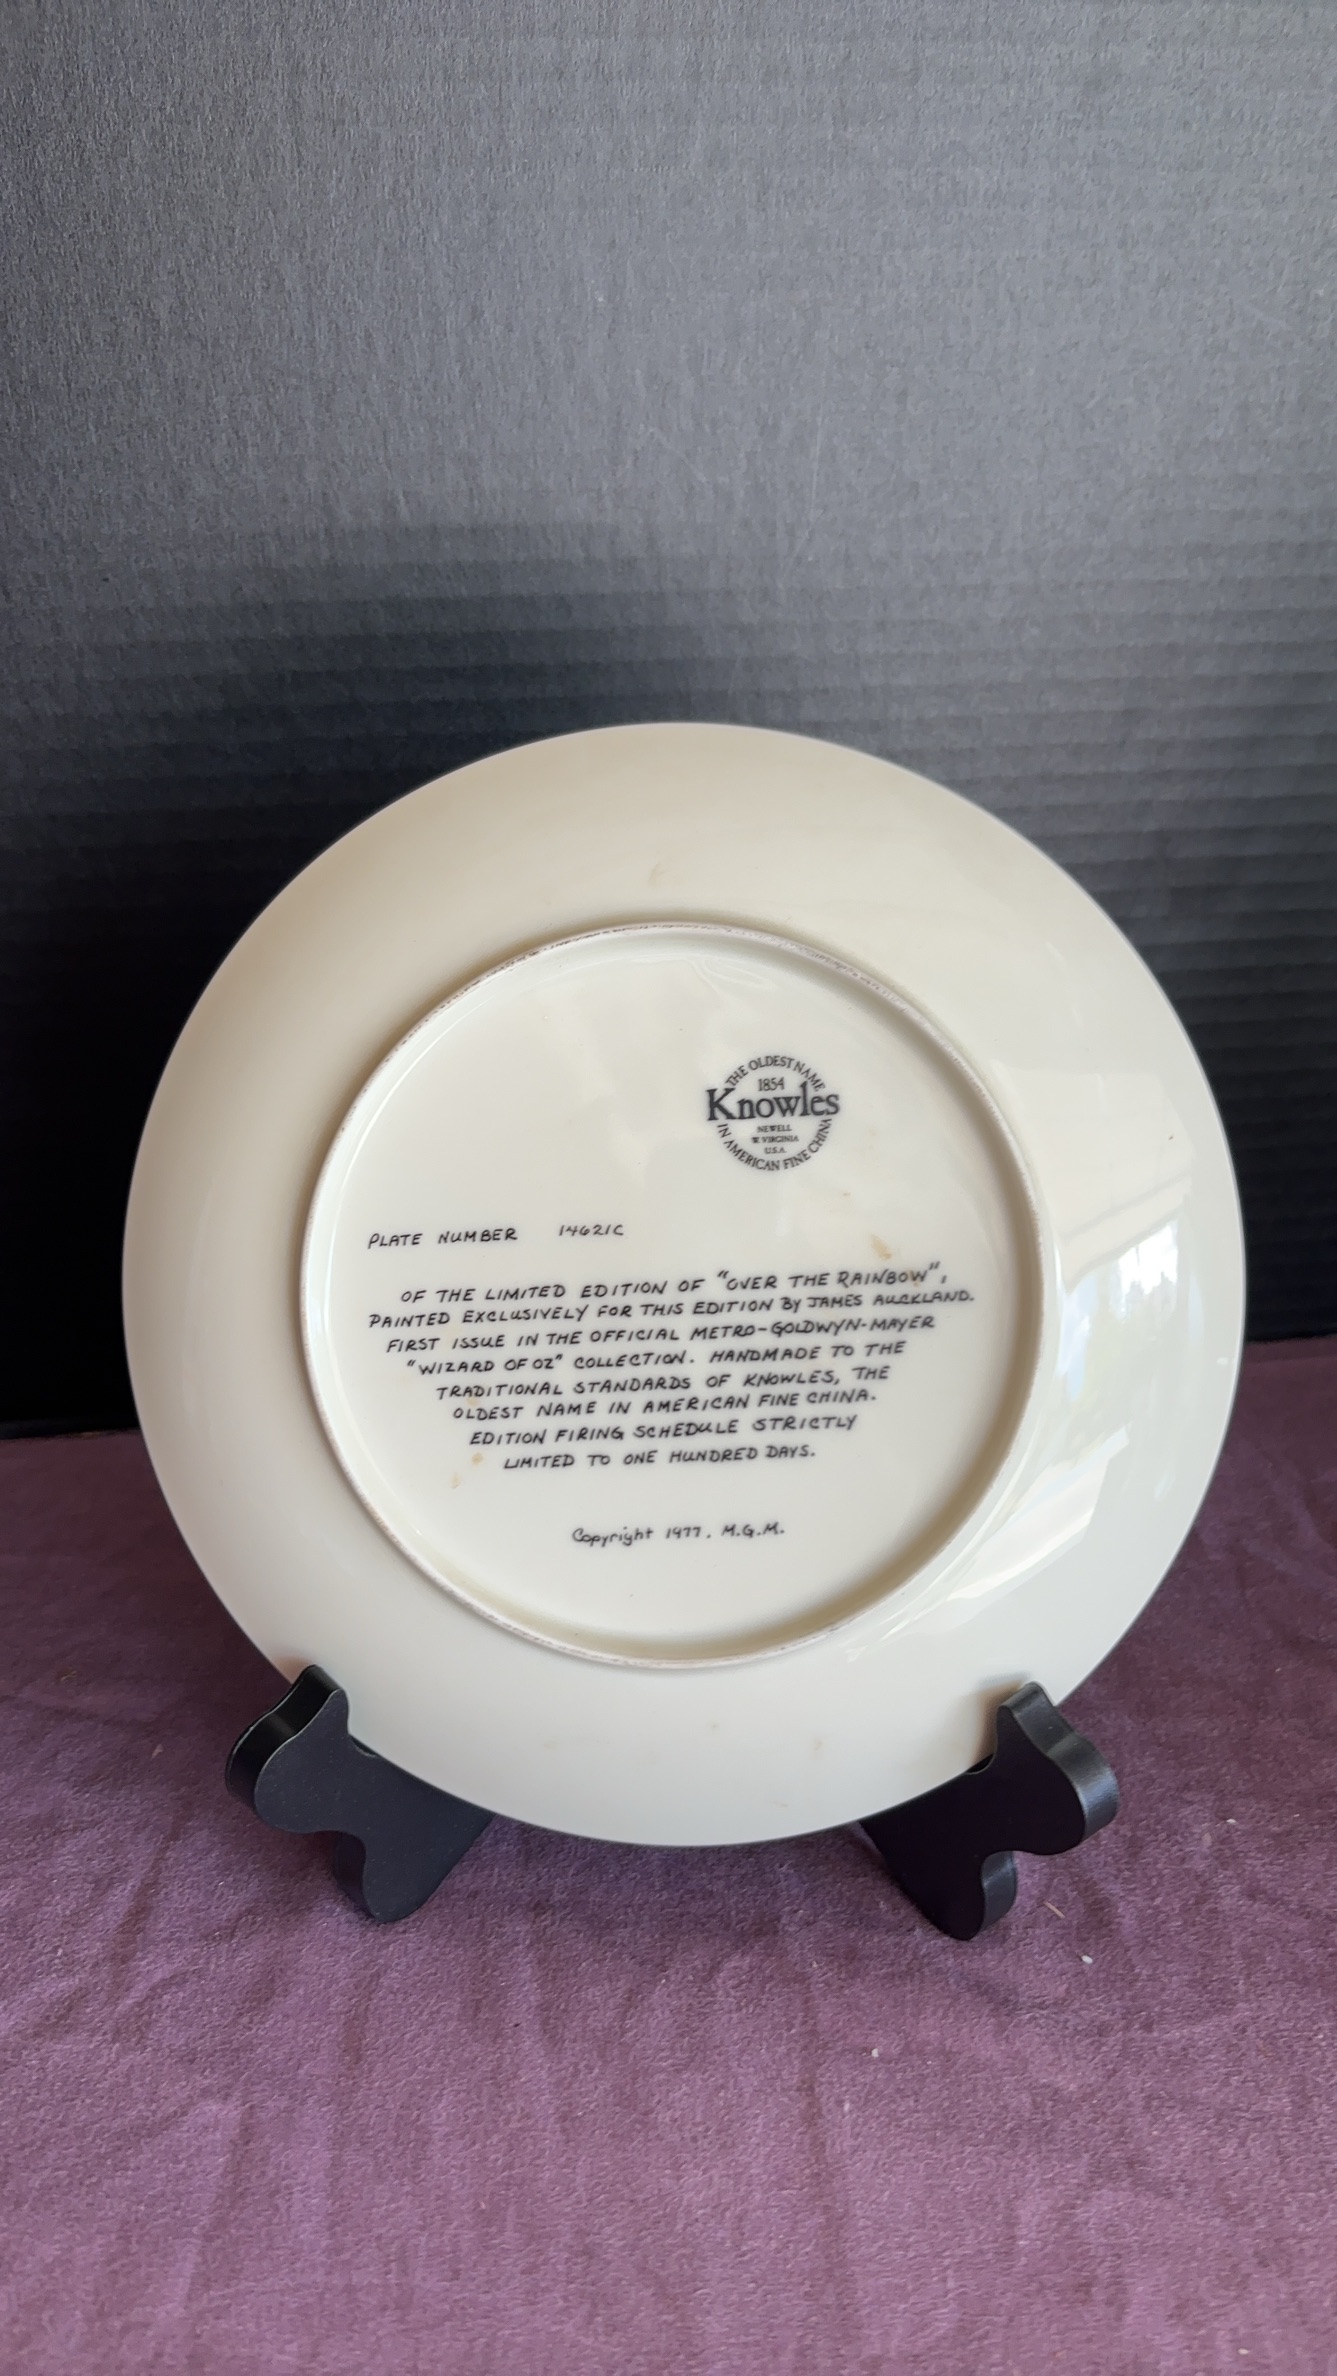 THE OLDEST NAME
1854
Knowles
NEWELL
W. VIRGINIA
U.S.A.
IN AMERICAN FINE CHINA
PLATE NUMBER 14621C
OF THE LIMITED EDITION OF "OVER THE RAINBOW",
PAINTED EXCLUSIVELY FOR THIS EDITION BY JAMES AUCKLAND.
FIRST ISSUE IN THE OFFICIAL METRO-GOLDWYN-MAYER
"WIZARD OF OZ" COLLECTION. HANDMADE TO THE
TRADITIONAL STANDARDS OF KNOWLES, THE
OLDEST NAME IN AMERICAN FINE CHINA.
EDITION FIRING SCHEDULE STRICTLY
LIMITED TO ONE HUNDRED DAYS.
Copyright 1977. M.G.M.